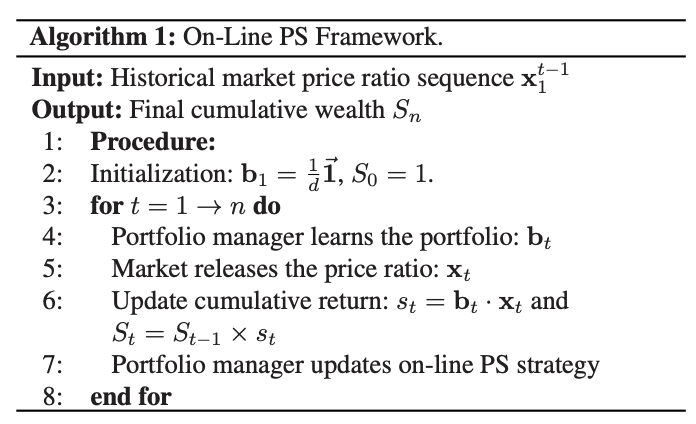 Algorithm 1: On-Line PS Framework.
Input: Historical market price ratio sequence $\mathbf{x}_1^{t-1}$
Output: Final cumulative wealth $S_n$
1: Procedure:
2: Initialization: $\mathbf{b}_1 = \frac{1}{d}\vec{\mathbf{1}}$, $S_0 = 1$.
3: for $t = 1 \to n$ do
4: Portfolio manager learns the portfolio: $\mathbf{b}_t$
5: Market releases the price ratio: $\mathbf{x}_t$
6: Update cumulative return: $s_t = \mathbf{b}_t \cdot \mathbf{x}_t$ and
$S_t = S_{t-1} \times s_t$
7: Portfolio manager updates on-line PS strategy
8: end for